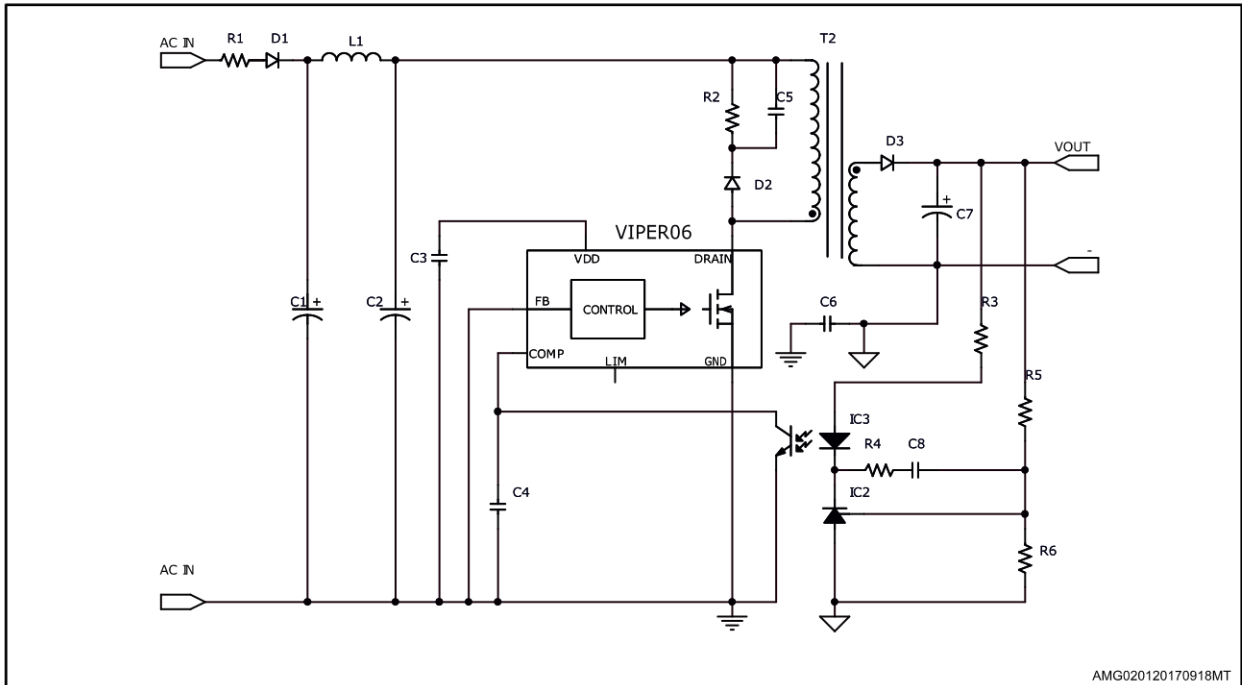 AC IN
R1
D1
L1
T2
R2
C5
D3
VOUT
D2
C7
-
VIPER06
C3
VDD
DRAIN
C1 +
C2 +
+
FB
CONTROL
C6
R3
COMP
LIM
GND
R5
IC3
R4
C8
C4
IC2
R6
AC IN
AMG020120170918MT